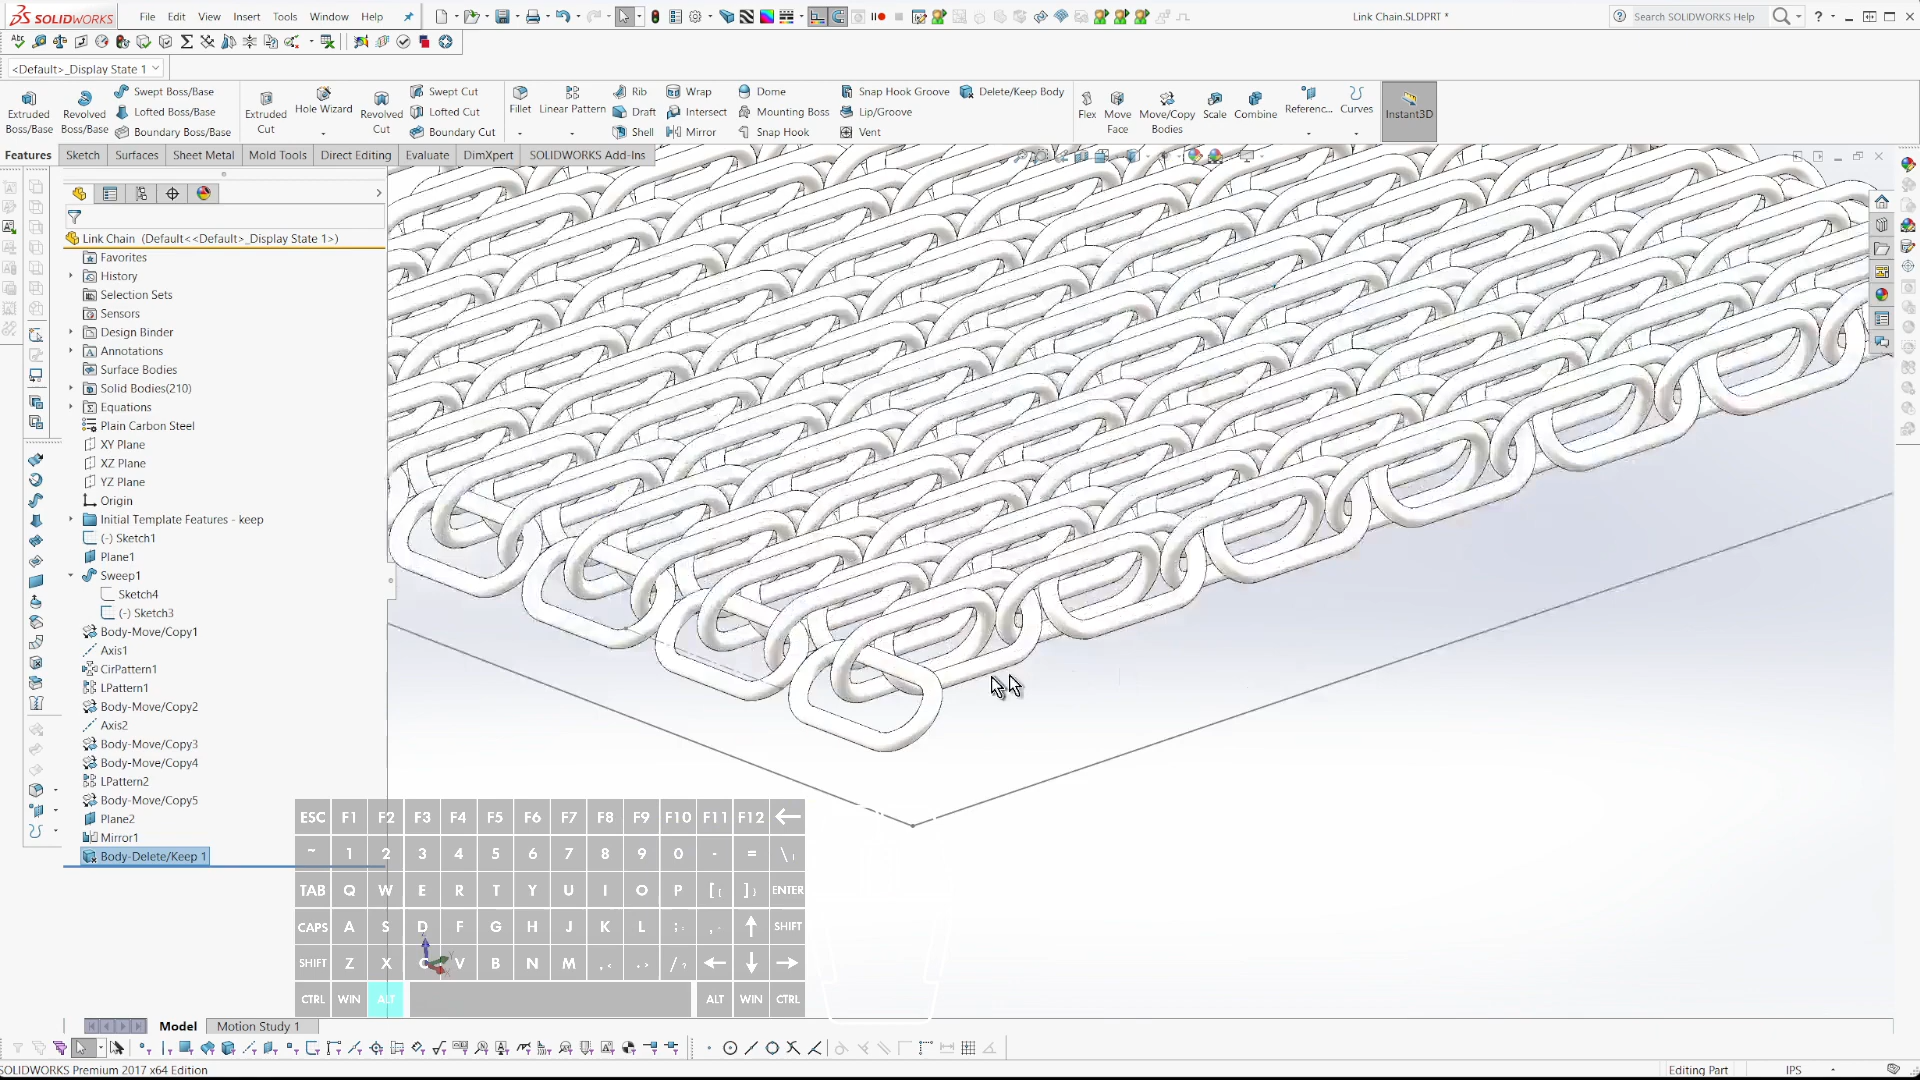 SOLIDWORKS
File Edit View Insert Tools Window Help
Link Chain.SLDPRT *
Search SOLIDWORKS Help
<Default>_Display State 1
Extruded Boss/Base
Revolved Boss/Base
Swept Boss/Base
Lofted Boss/Base
Boundary Boss/Base
Extruded Cut
Hole Wizard
Revolved Cut
Swept Cut
Lofted Cut
Boundary Cut
Fillet
Linear Pattern
Rib
Draft
Shell
Wrap
Intersect
Mirror
Dome
Mounting Boss
Snap Hook
Snap Hook Groove
Lip/Groove
Vent
Delete/Keep Body
Flex
Move Face
Move/Copy Bodies
Scale
Combine
Referenc...
Curves
Instant3D
Features Sketch Surfaces Sheet Metal Mold Tools Direct Editing Evaluate DimXpert SOLIDWORKS Add-Ins
Link Chain (Default<<Default>_Display State 1>)
Favorites
History
Selection Sets
Sensors
Design Binder
Annotations
Surface Bodies
Solid Bodies(210)
Equations
Plain Carbon Steel
XY Plane
XZ Plane
YZ Plane
Origin
Initial Template Features - keep
(-) Sketch1
Plane1
Sweep1
Sketch4
(-) Sketch3
Body-Move/Copy1
Axis1
CirPattern1
LPattern1
Body-Move/Copy2
Axis2
Body-Move/Copy3
Body-Move/Copy4
LPattern2
Body-Move/Copy5
Plane2
Mirror1
Body-Delete/Keep 1
ESC F1 F2 F3 F4 F5 F6 F7 F8 F9 F10 F11 F12
~ 1 2 3 4 5 6 7 8 9 0 - = \
TAB Q W E R T Y U I O P [ ] ENTER
CAPS A S D F G H J K L ; SHIFT
SHIFT Z X C V B N M , . / ?
CTRL WIN ALT ALT WIN CTRL
Model Motion Study 1
SOLIDWORKS Premium 2017 x64 Edition
Editing Part
IPS